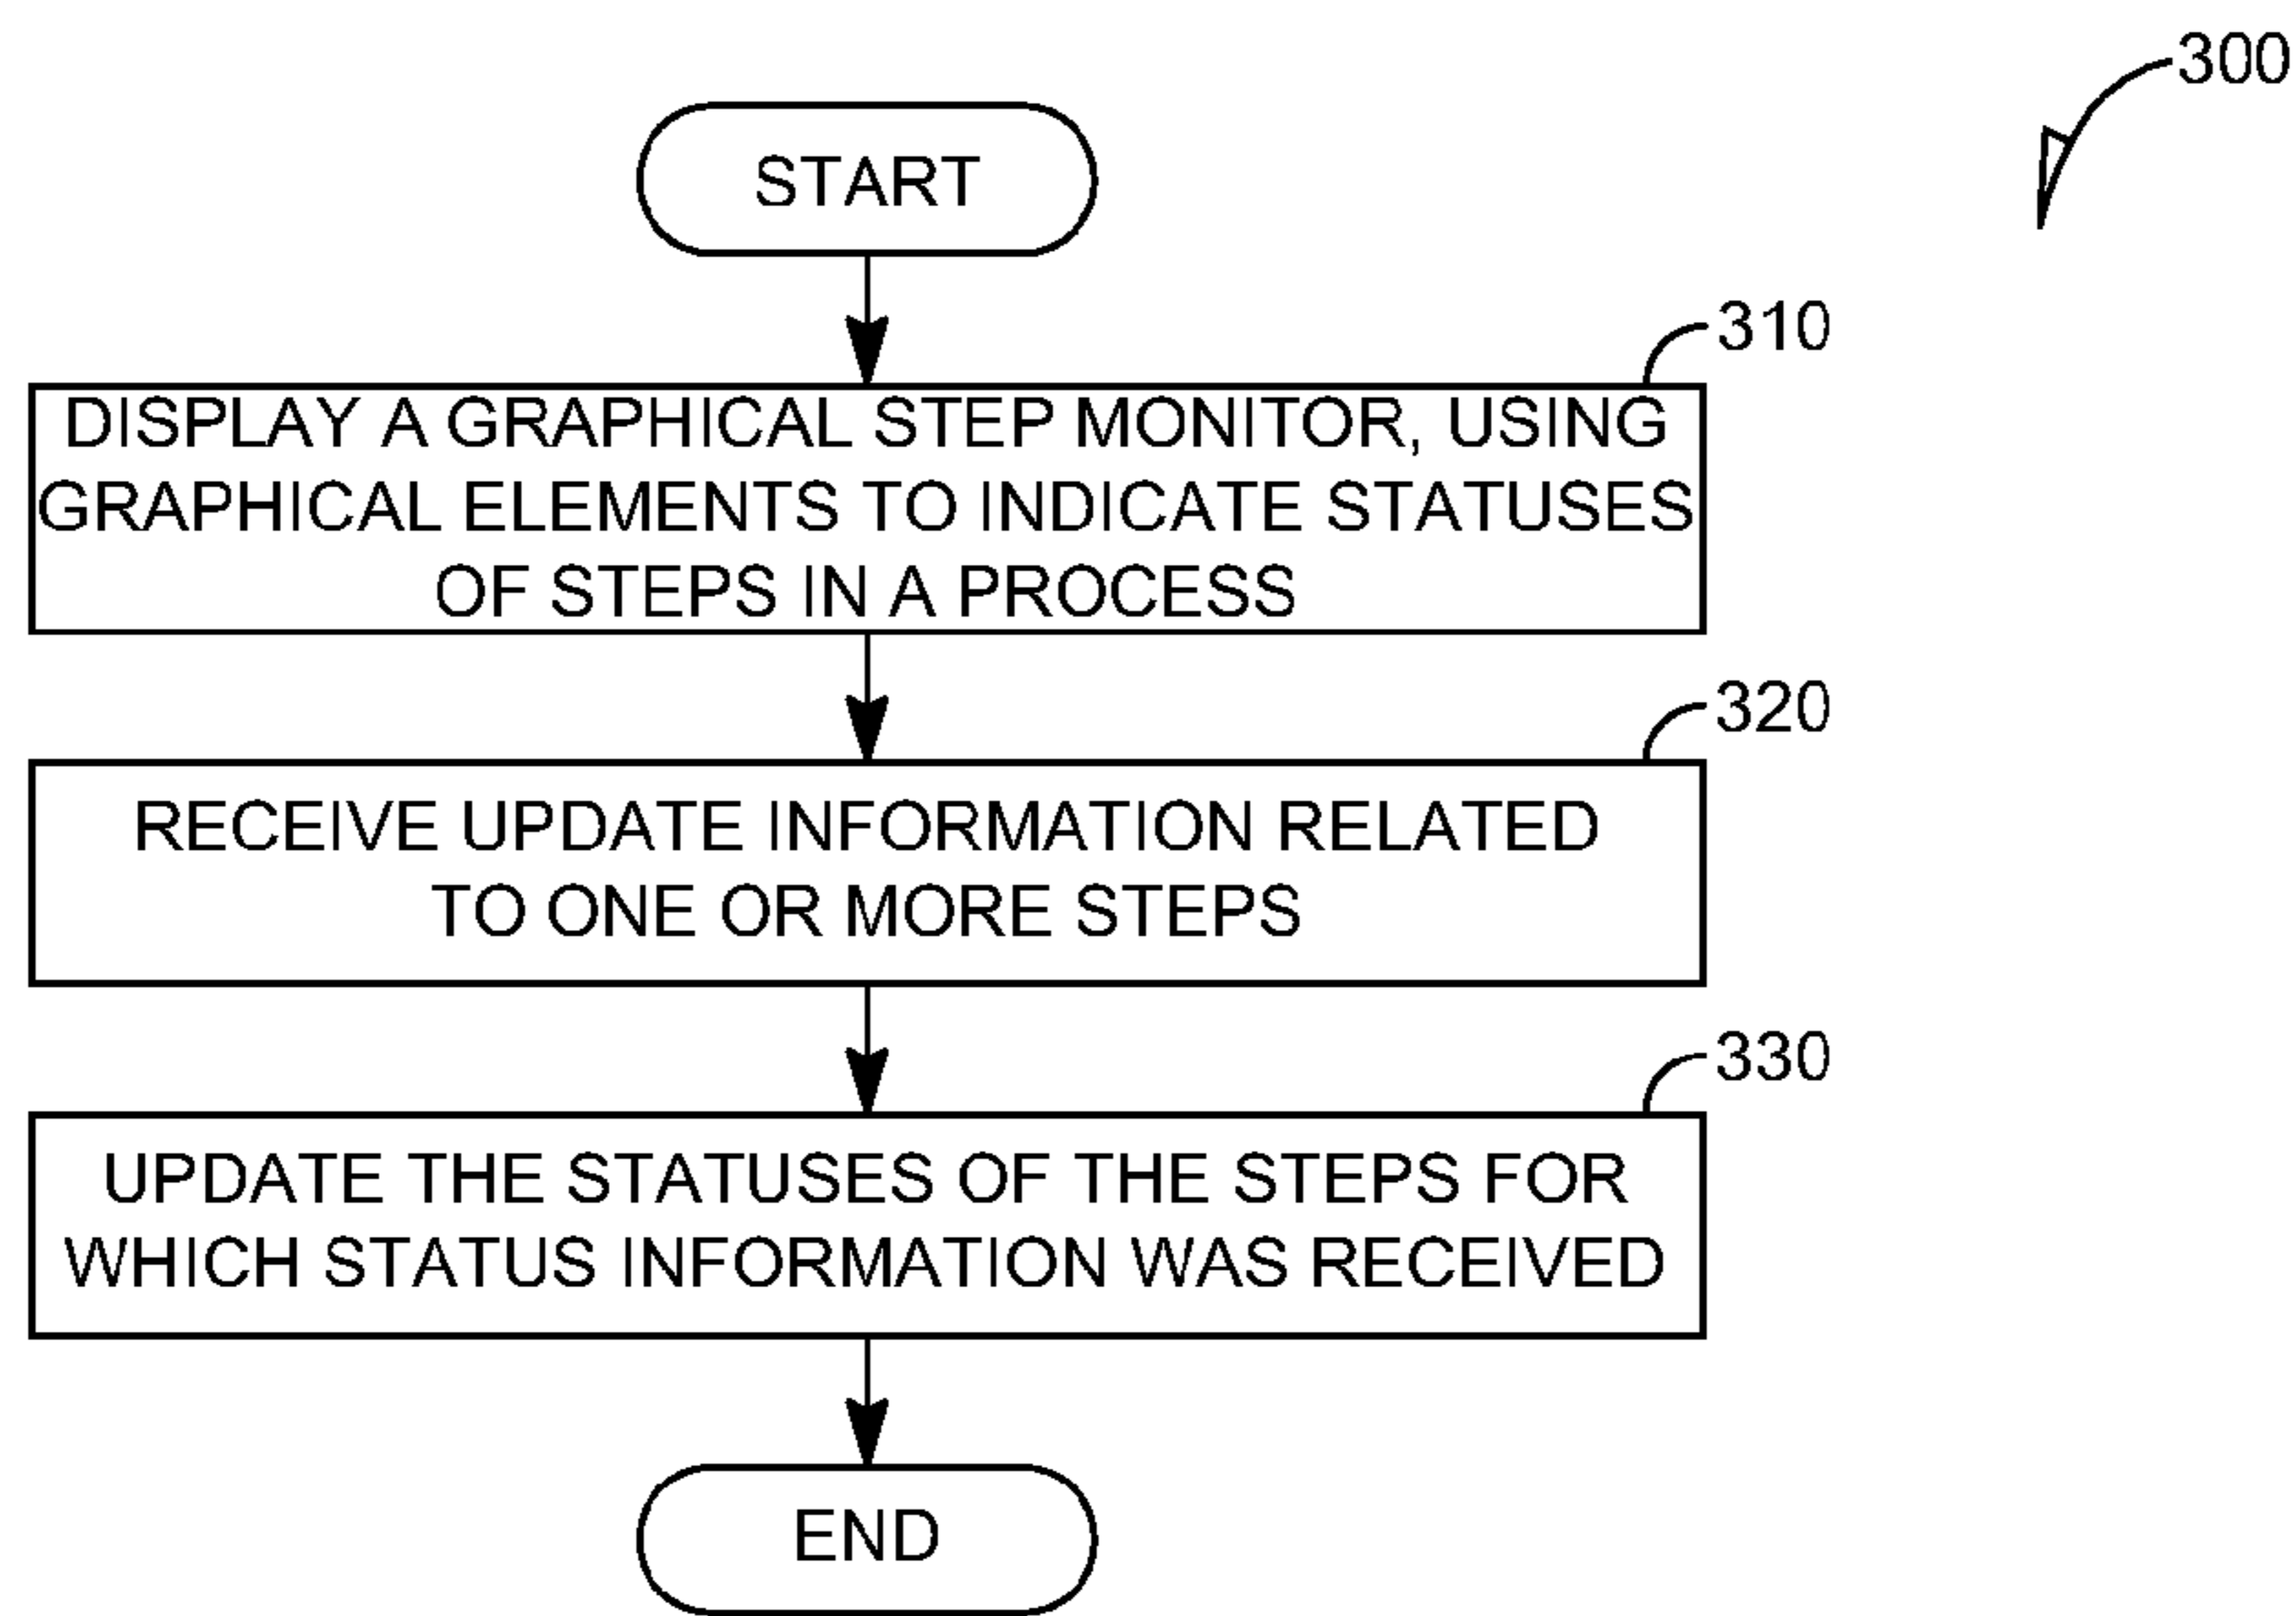 300
START
310
DISPLAY A GRAPHICAL STEP MONITOR, USING
GRAPHICAL ELEMENTS TO INDICATE STATUSES
OF STEPS IN A PROCESS
320
RECEIVE UPDATE INFORMATION RELATED
TO ONE OR MORE STEPS
330
UPDATE THE STATUSES OF THE STEPS FOR
WHICH STATUS INFORMATION WAS RECEIVED
END